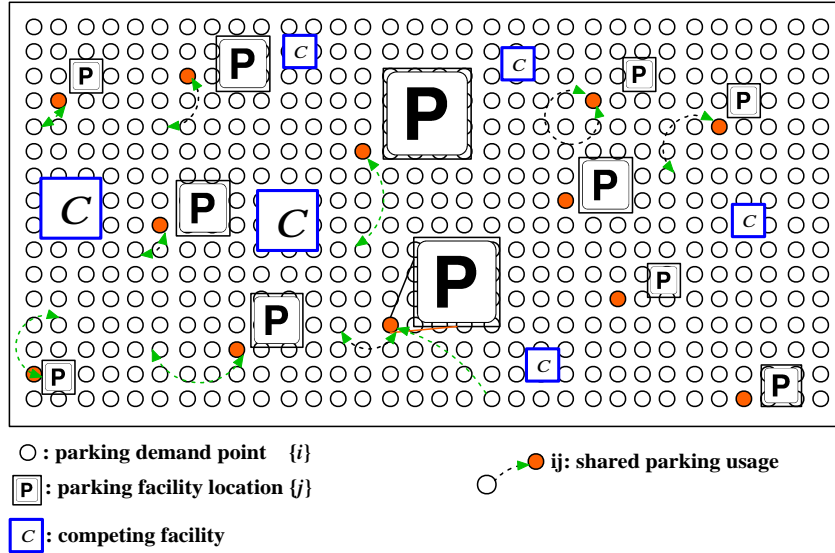 P
P
C
C
P
P
P
P
C
P
C
P
C
P
P
P
C
P
P
: parking demand point {i}
P : parking facility location {j}
C : competing facility
ij: shared parking usage